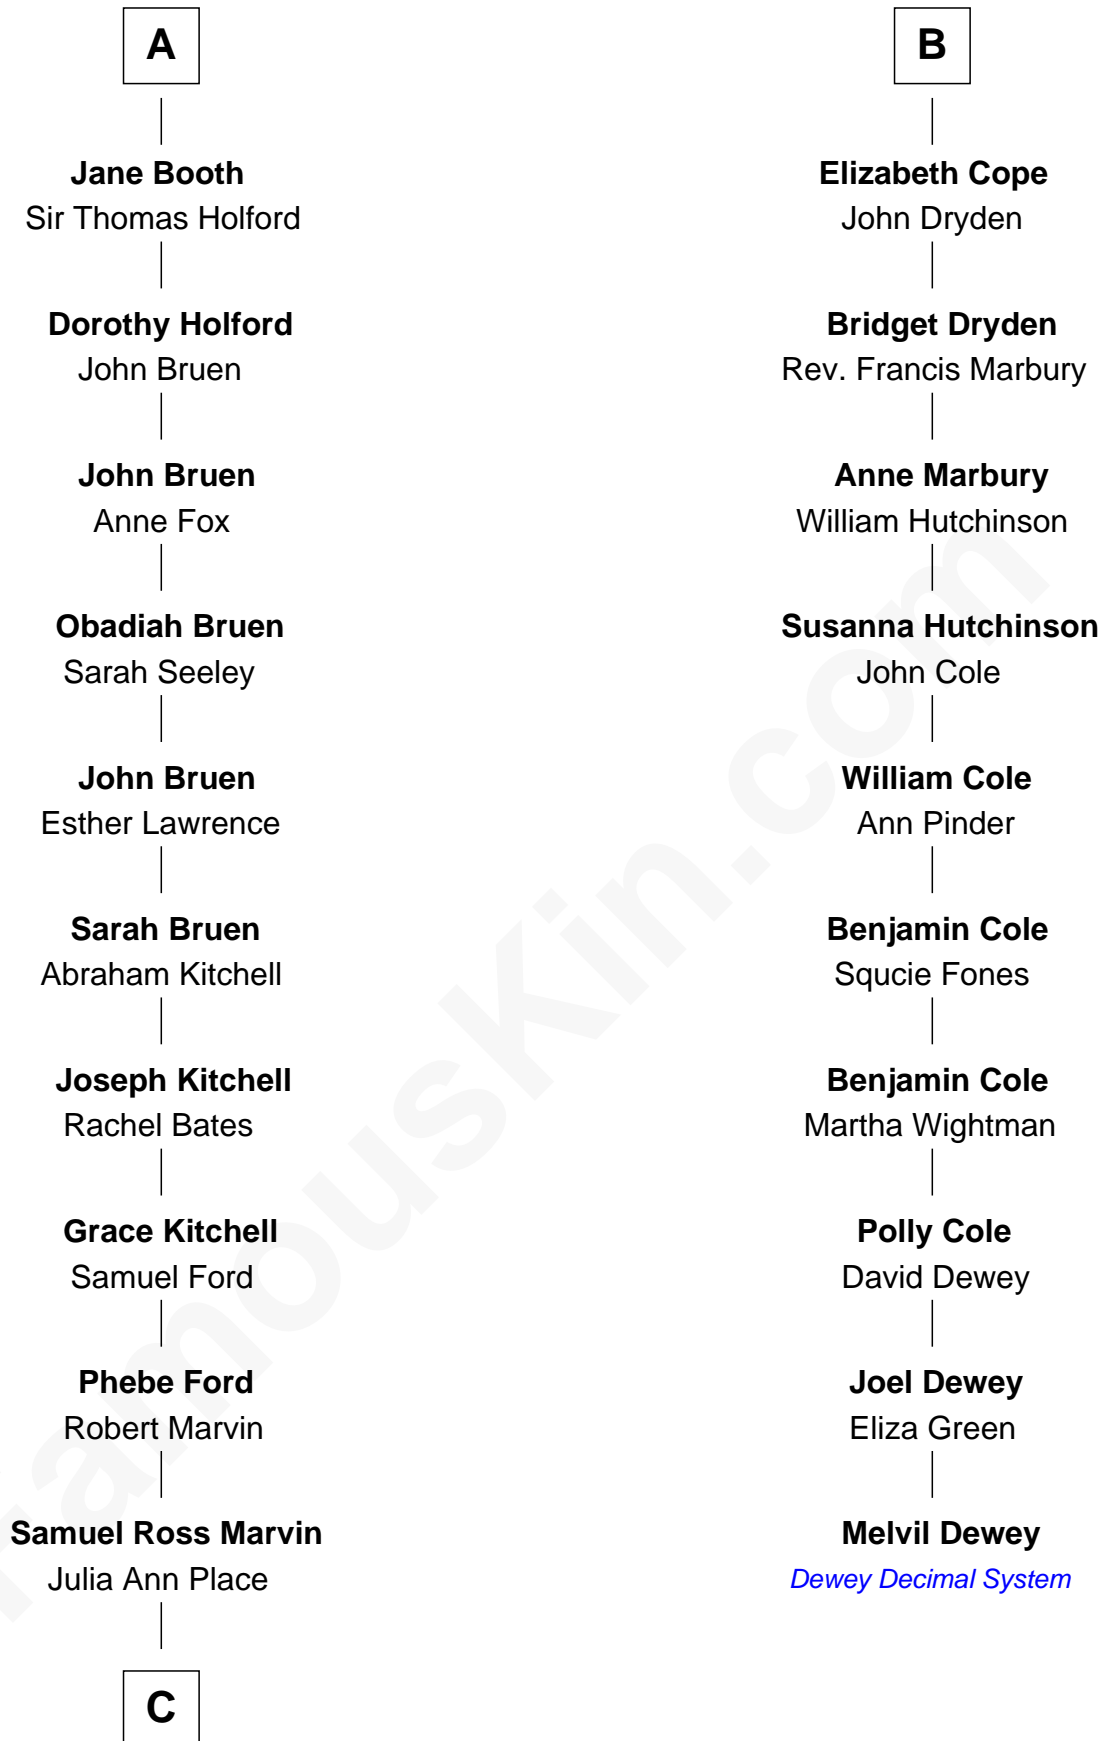 A
Jane Booth
Sir Thomas Holford
Dorothy Holford
John Bruen
John Bruen
Anne Fox
Obadiah Bruen
Sarah Seeley
John Bruen
Esther Lawrence
Sarah Bruen
Abraham Kitchell
Joseph Kitchell
Rachel Bates
Grace Kitchell
Samuel Ford
Phebe Ford
Robert Marvin
Samuel Ross Marvin
Julia Ann Place
C
B
Elizabeth Cope
John Dryden
Bridget Dryden
Rev. Francis Marbury
Anne Marbury
William Hutchinson
Susanna Hutchinson
John Cole
William Cole
Ann Pinder
Benjamin Cole
Squcie Fones
Benjamin Cole
Martha Wightman
Polly Cole
David Dewey
Joel Dewey
Eliza Green
Melvil Dewey
Dewey Decimal System
FamousKin.com